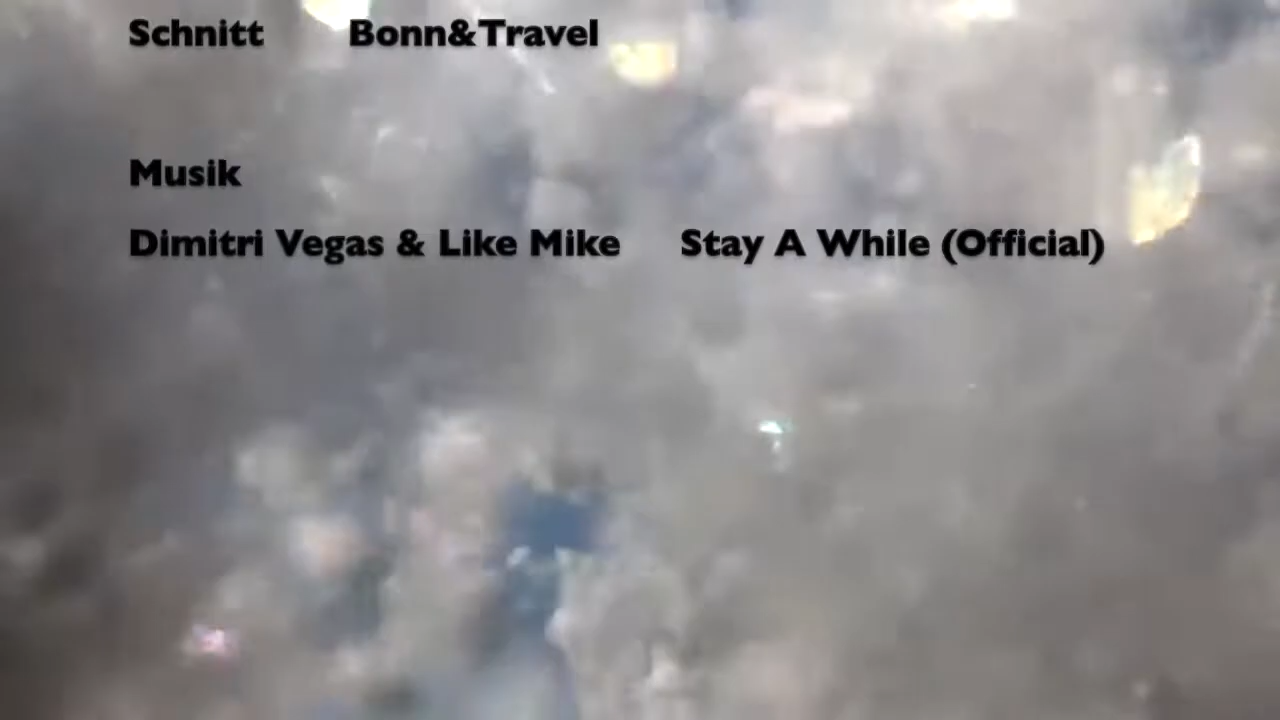 Schnitt Bonn&Travel
Musik
Dimitri Vegas & Like Mike Stay A While (Official)